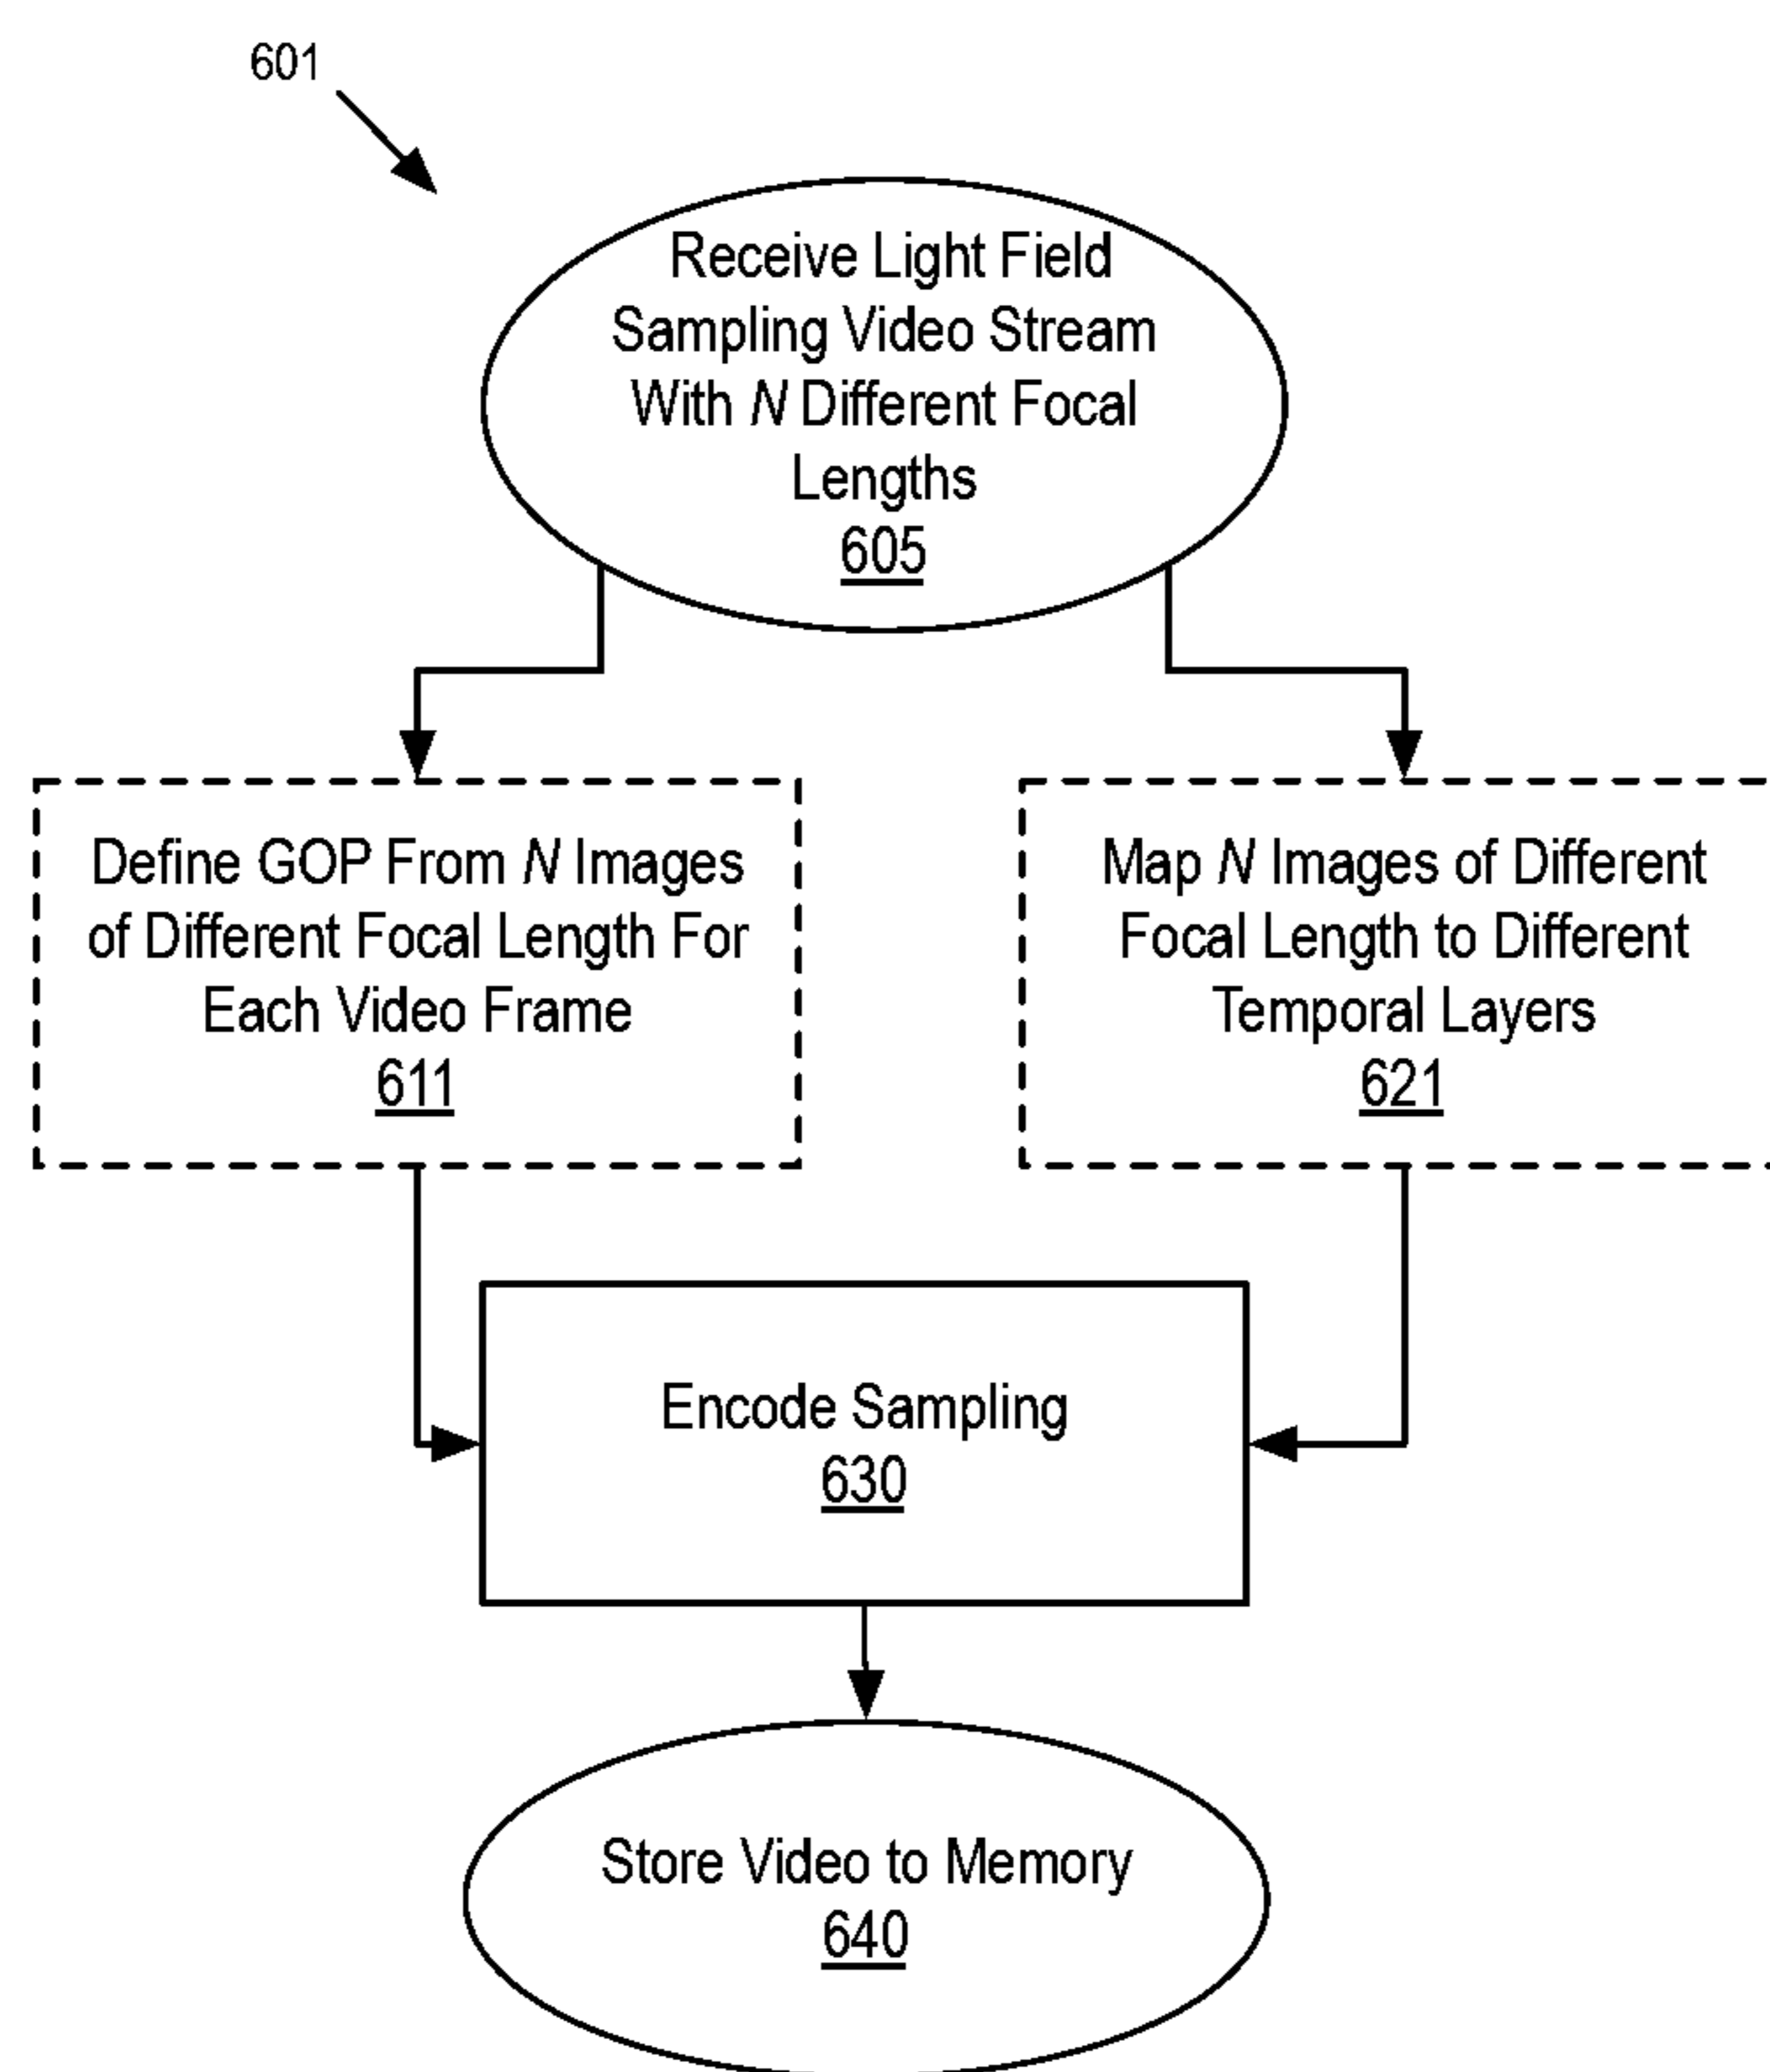 601
Receive Light Field
Sampling Video Stream
With N Different Focal
Lengths
605
Define GOP From N Images
of Different Focal Length For
Each Video Frame
611
Map N Images of Different
Focal Length to Different
Temporal Layers
621
Encode Sampling
630
Store Video to Memory
640